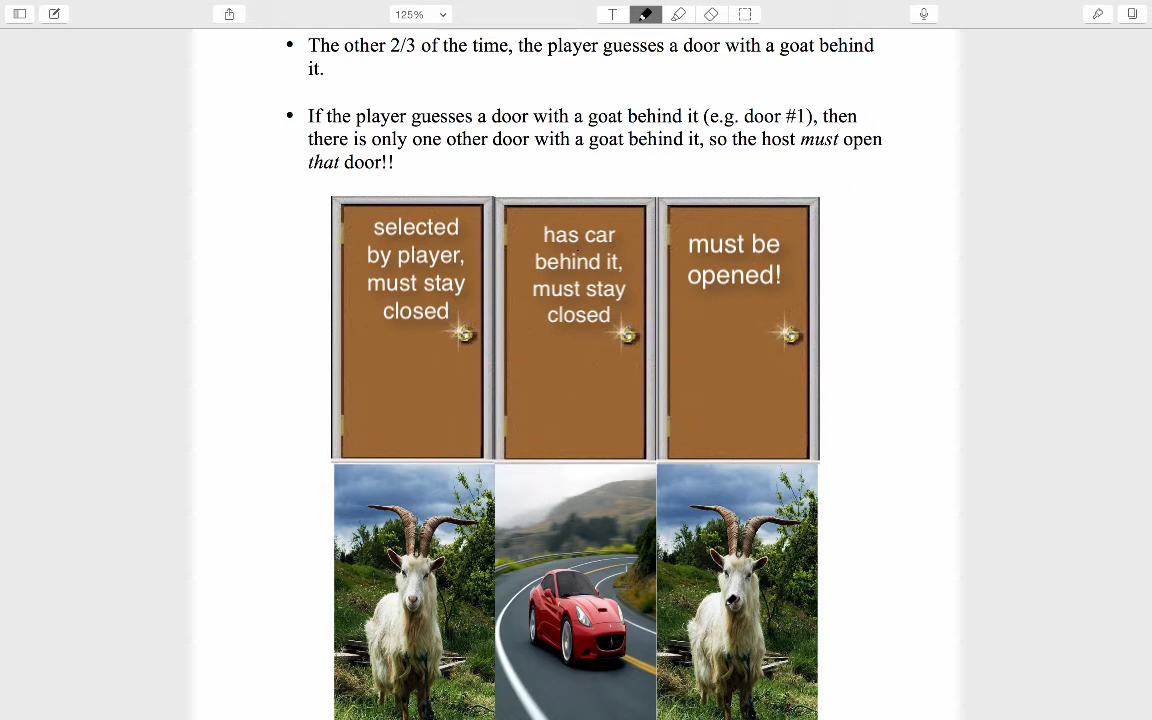 125%
T
• The other 2/3 of the time, the player guesses a door with a goat behind
it.
• If the player guesses a door with a goat behind it (e.g. door #1), then
there is only one other door with a goat behind it, so the host must open
that door!!
selected
by player,
must stay
closed
has car
behind it,
must stay
closed
must be
opened!